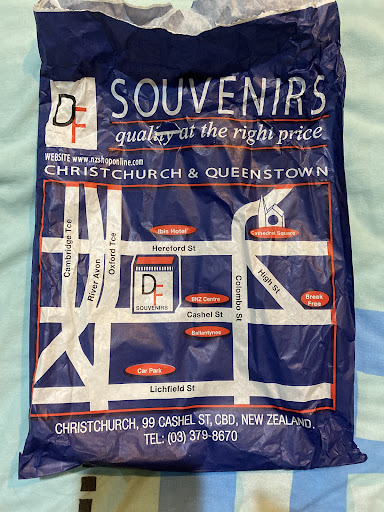 DF
SOUVENIRS
quality at the right price
WEBSITE www.nzshoponline.com
CHRISTCHURCH & QUEENSTOWN
Cambridge Tce
River Avon
Oxford Tce
Ibis Hotel
Cathedral Square
Hereford St
DF
SOUVENIRS
BNZ Centre
Colombo St
High St
Break
Free
Cashel St
Ballantynes
Car Park
Lichfield St
CHRISTCHURCH, 99 CASHEL ST, CBD, NEW ZEALAND.
TEL: (03) 379-8670